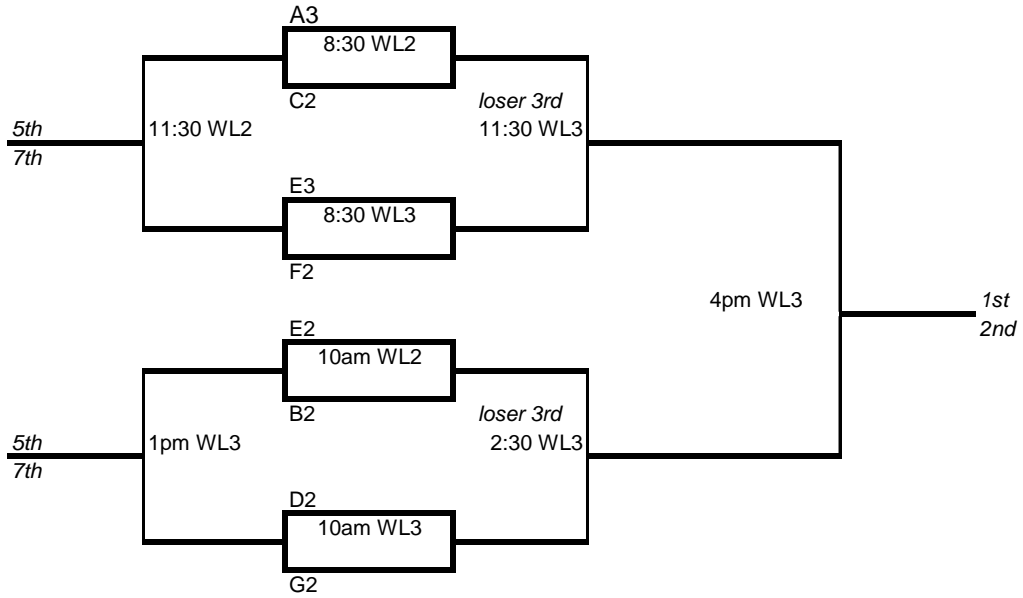 A3
8:30 WL2
C2
loser 3rd
5th
11:30 WL2
11:30 WL3
7th
E3
8:30 WL3
F2
4pm WL3
1st
2nd
E2
10am WL2
B2
loser 3rd
5th
1pm WL3
2:30 WL3
7th
D2
10am WL3
G2